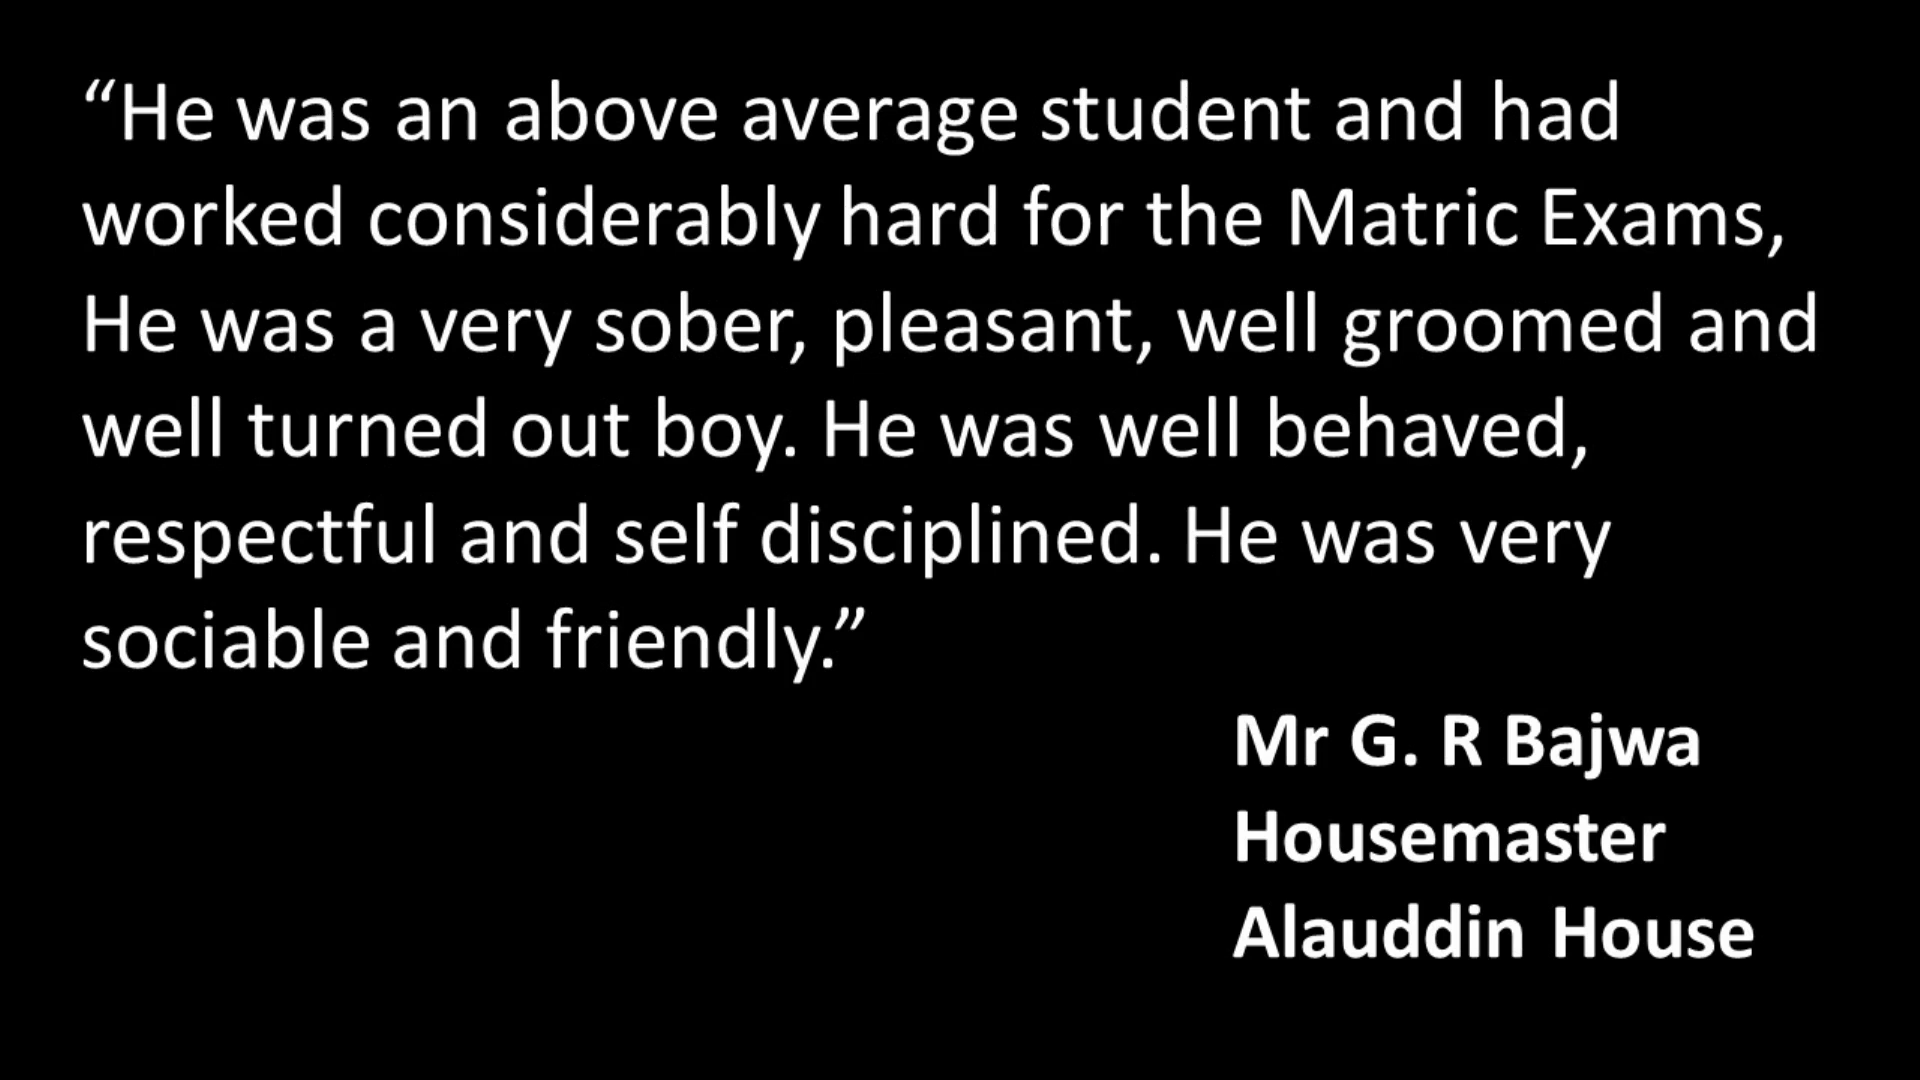 “He was an above average student and had
worked considerably hard for the Matric Exams,
He was a very sober, pleasant, well groomed and
well turned out boy. He was well behaved,
respectful and self disciplined. He was very
sociable and friendly.”
Mr G. R Bajwa
Housemaster
Alauddin House